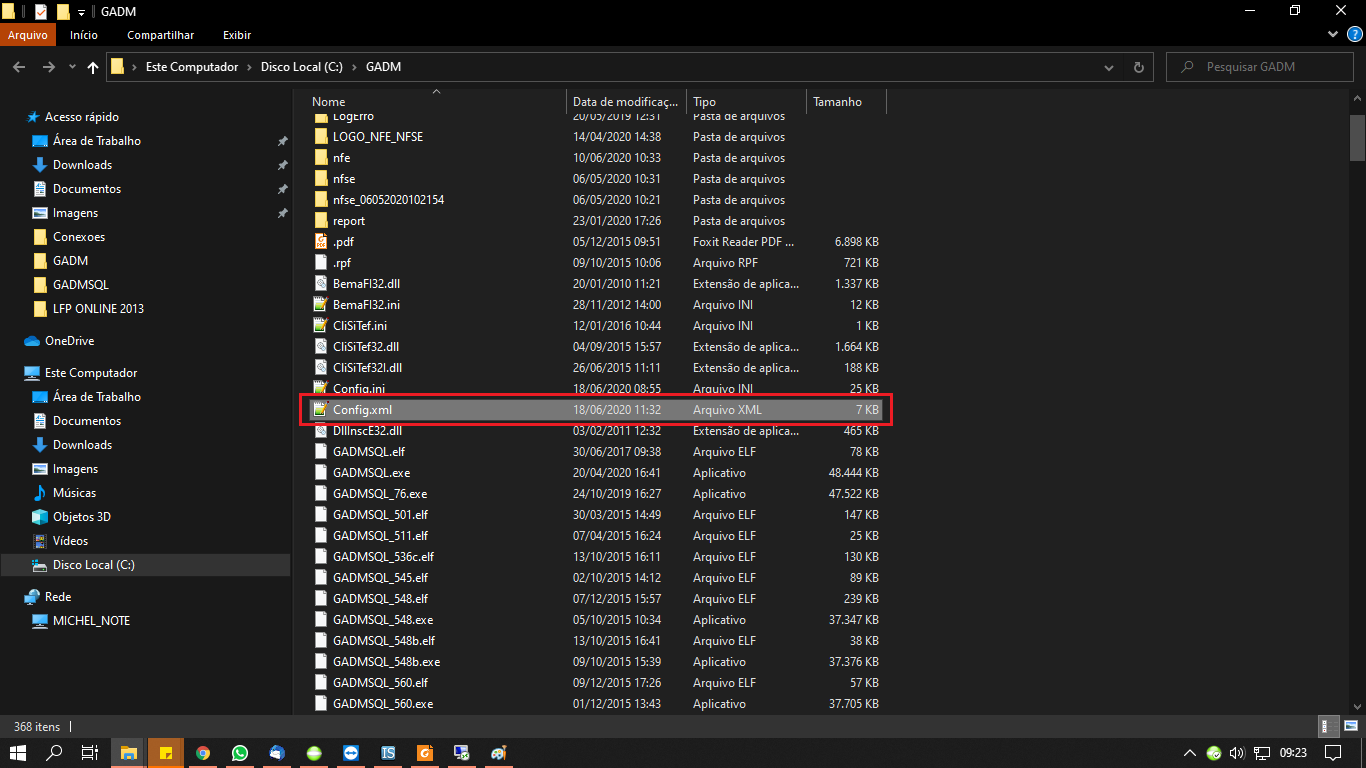 GADM
Arquivo Início Compartilhar Exibir
Este Computador Disco Local (C:) GADM
Pesquisar GADM
Acesso rápido
Área de Trabalho
Downloads
Documentos
Imagens
Conexoes
GADM
GADMSQL
LFP ONLINE 2013
OneDrive
Este Computador
Área de Trabalho
Documentos
Downloads
Imagens
Músicas
Objetos 3D
Vídeos
Disco Local (C:)
Rede
MICHEL_NOTE
Nome Data de modificaç... Tipo Tamanho
LogErro 20/05/2019 12:31 Pasta de arquivos
LOGO_NFE_NFSE 14/04/2020 14:38 Pasta de arquivos
nfe 10/06/2020 10:33 Pasta de arquivos
nfse 06/05/2020 10:31 Pasta de arquivos
nfse_06052020102154 06/05/2020 10:21 Pasta de arquivos
report 23/01/2020 17:26 Pasta de arquivos
.pdf 05/12/2015 09:51 Foxit Reader PDF ... 6.898 KB
.rpf 09/10/2015 10:06 Arquivo RPF 721 KB
BemaFI32.dll 20/01/2010 11:21 Extensão de aplica... 1.337 KB
BemaFI32.ini 28/11/2012 14:00 Arquivo INI 12 KB
CliSiTef.ini 12/01/2016 10:44 Arquivo INI 1 KB
CliSiTef32.dll 04/09/2015 15:57 Extensão de aplica... 1.664 KB
CliSiTef32I.dll 26/06/2015 11:11 Extensão de aplica... 188 KB
Config.ini 18/06/2020 08:55 Arquivo INI 25 KB
Config.xml 18/06/2020 11:32 Arquivo XML 7 KB
DllInscE32.dll 03/02/2011 12:32 Extensão de aplica... 465 KB
GADMSQL.elf 30/06/2017 09:38 Arquivo ELF 78 KB
GADMSQL.exe 20/04/2020 16:41 Aplicativo 48.444 KB
GADMSQL_76.exe 24/10/2019 16:27 Aplicativo 47.522 KB
GADMSQL_501.elf 30/03/2015 14:49 Arquivo ELF 147 KB
GADMSQL_511.elf 07/04/2015 16:24 Arquivo ELF 25 KB
GADMSQL_536c.elf 13/10/2015 16:11 Arquivo ELF 130 KB
GADMSQL_545.elf 02/10/2015 14:12 Arquivo ELF 89 KB
GADMSQL_548.elf 07/12/2015 15:57 Arquivo ELF 239 KB
GADMSQL_548.exe 05/10/2015 10:34 Aplicativo 37.347 KB
GADMSQL_548b.elf 13/10/2015 16:41 Arquivo ELF 38 KB
GADMSQL_548b.exe 09/10/2015 15:39 Aplicativo 37.376 KB
GADMSQL_560.elf 09/12/2015 17:26 Arquivo ELF 57 KB
GADMSQL_560.exe 01/12/2015 13:43 Aplicativo 37.705 KB
368 itens
09:23